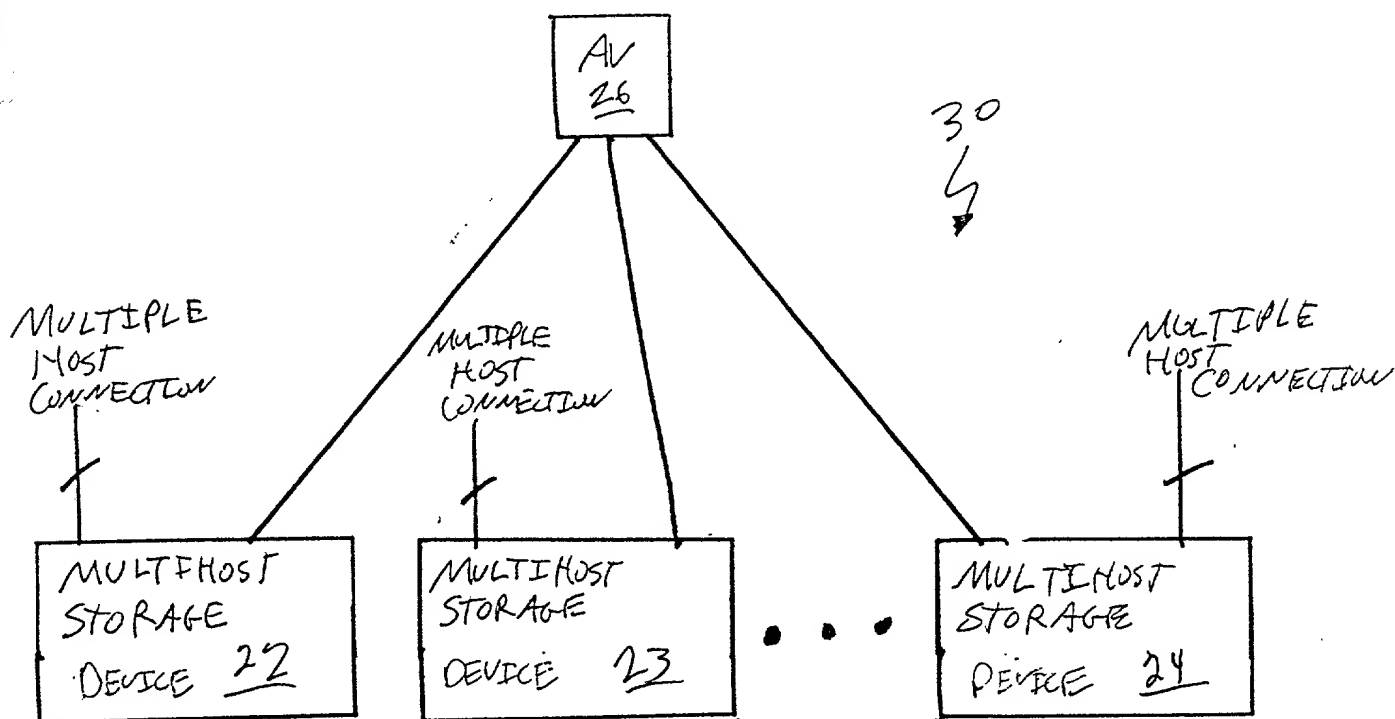 AV
26
30
MULTIPLE
HOST
CONNECTION
MULTIPLE
HOST
CONNECTION
MULTIPLE
HOST
CONNECTION
MULTIHOST
STORAGE
DEVICE 22
MULTIHOST
STORAGE
DEVICE 23
MULTIHOST
STORAGE
DEVICE 24